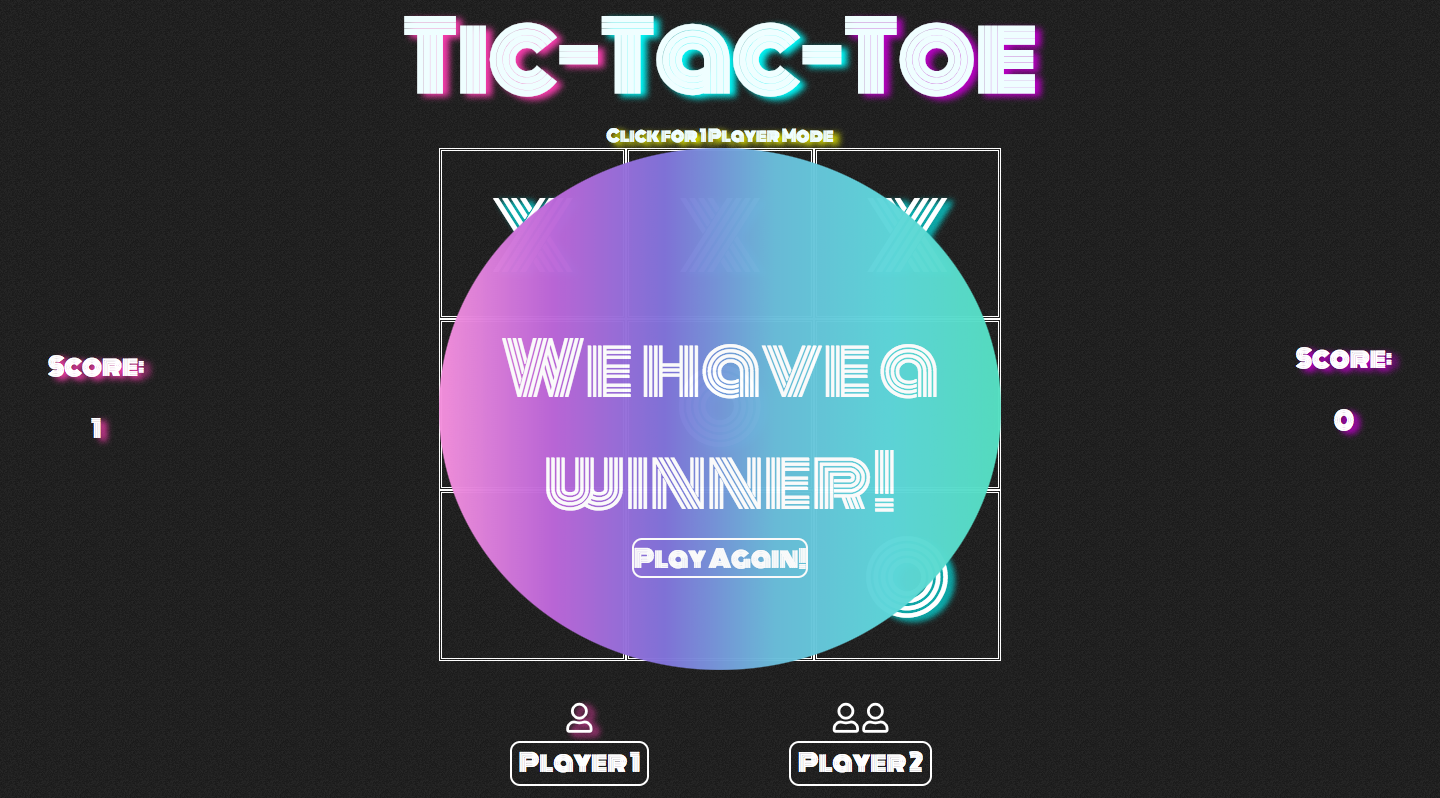 Tic-Tac-Toe
Click for 1 Player Mode
X X X
Score:
1
Score:
0
We have a
winner!
O
Play Again!
O
Player 1
Player 2